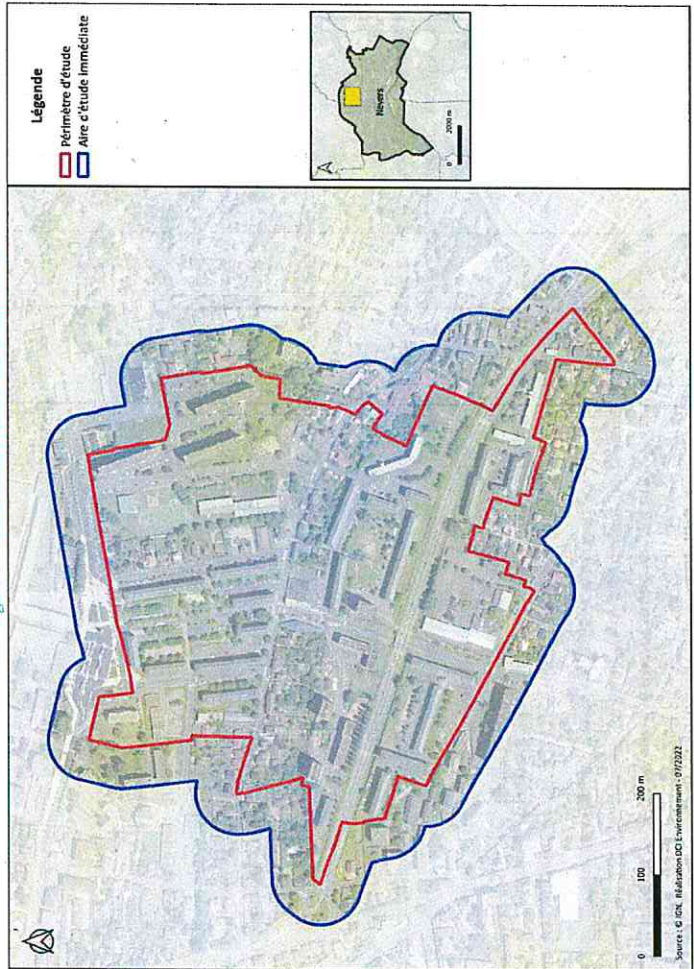 Légende
Périmètre d'étude
Aire d'étude immédiate
Nevers
0 2000 m
0 100 200 m
Source : © IGN, Réalisation DCI Environnement - 07/2022